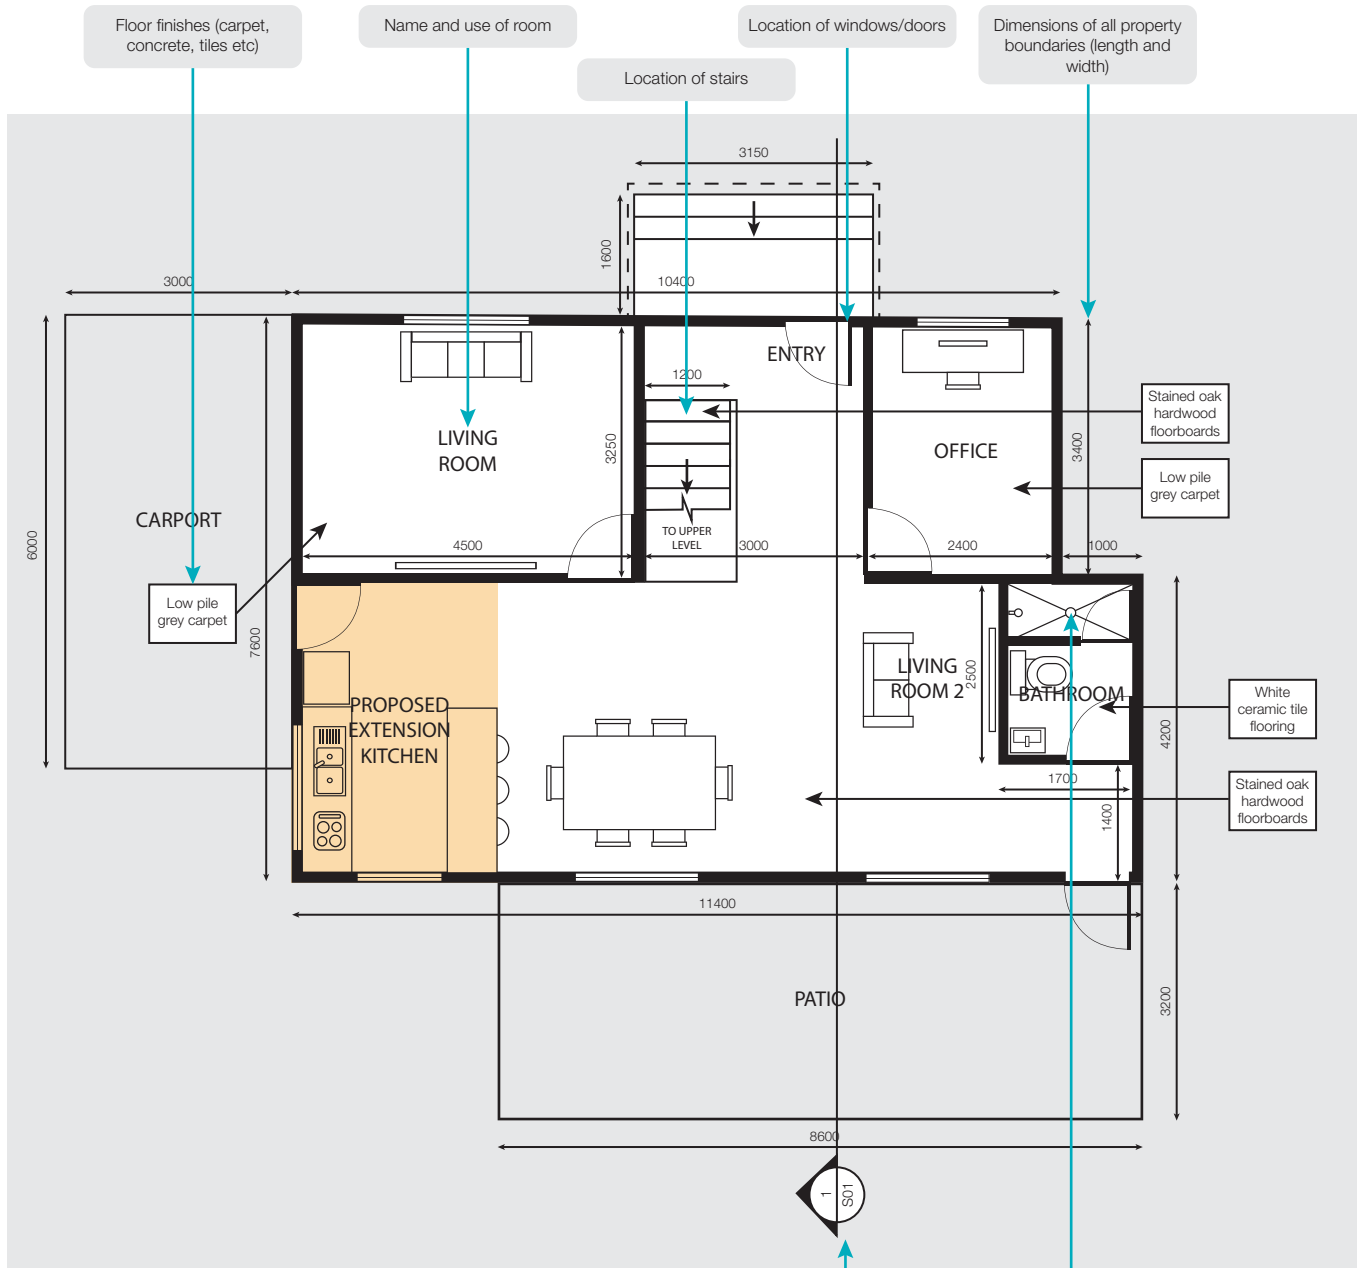 Floor finishes (carpet,
concrete, tiles etc)
Name and use of room
Location of stairs
Location of windows/doors
Dimensions of all property
boundaries (length and
width)
3150
1600
3000
10400
ENTRY
1200
LIVING
ROOM
3250
OFFICE
3400
Stained oak
hardwood
floorboards
Low pile
grey carpet
CARPORT
6000
TO UPPER
LEVEL
4500
3000
2400
1000
Low pile
grey carpet
7600
PROPOSED
EXTENSION
KITCHEN
LIVING
ROOM 2
2500
BATHROOM
White
ceramic tile
flooring
4200
1700
1400
Stained oak
hardwood
floorboards
11400
PATIO
3200
8600
1
S01